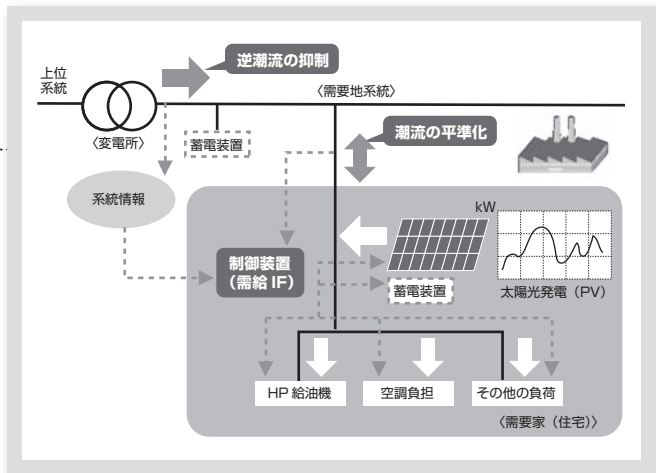 逆潮流の抑制
上位
系統
〈需要地系統〉
〈変電所〉
蓄電装置
潮流の平準化
系統情報
kW
制御装置
（需給 IF）
蓄電装置
太陽光発電（PV）
HP 給油機
空調負担
その他の負荷
〈需要家（住宅）〉